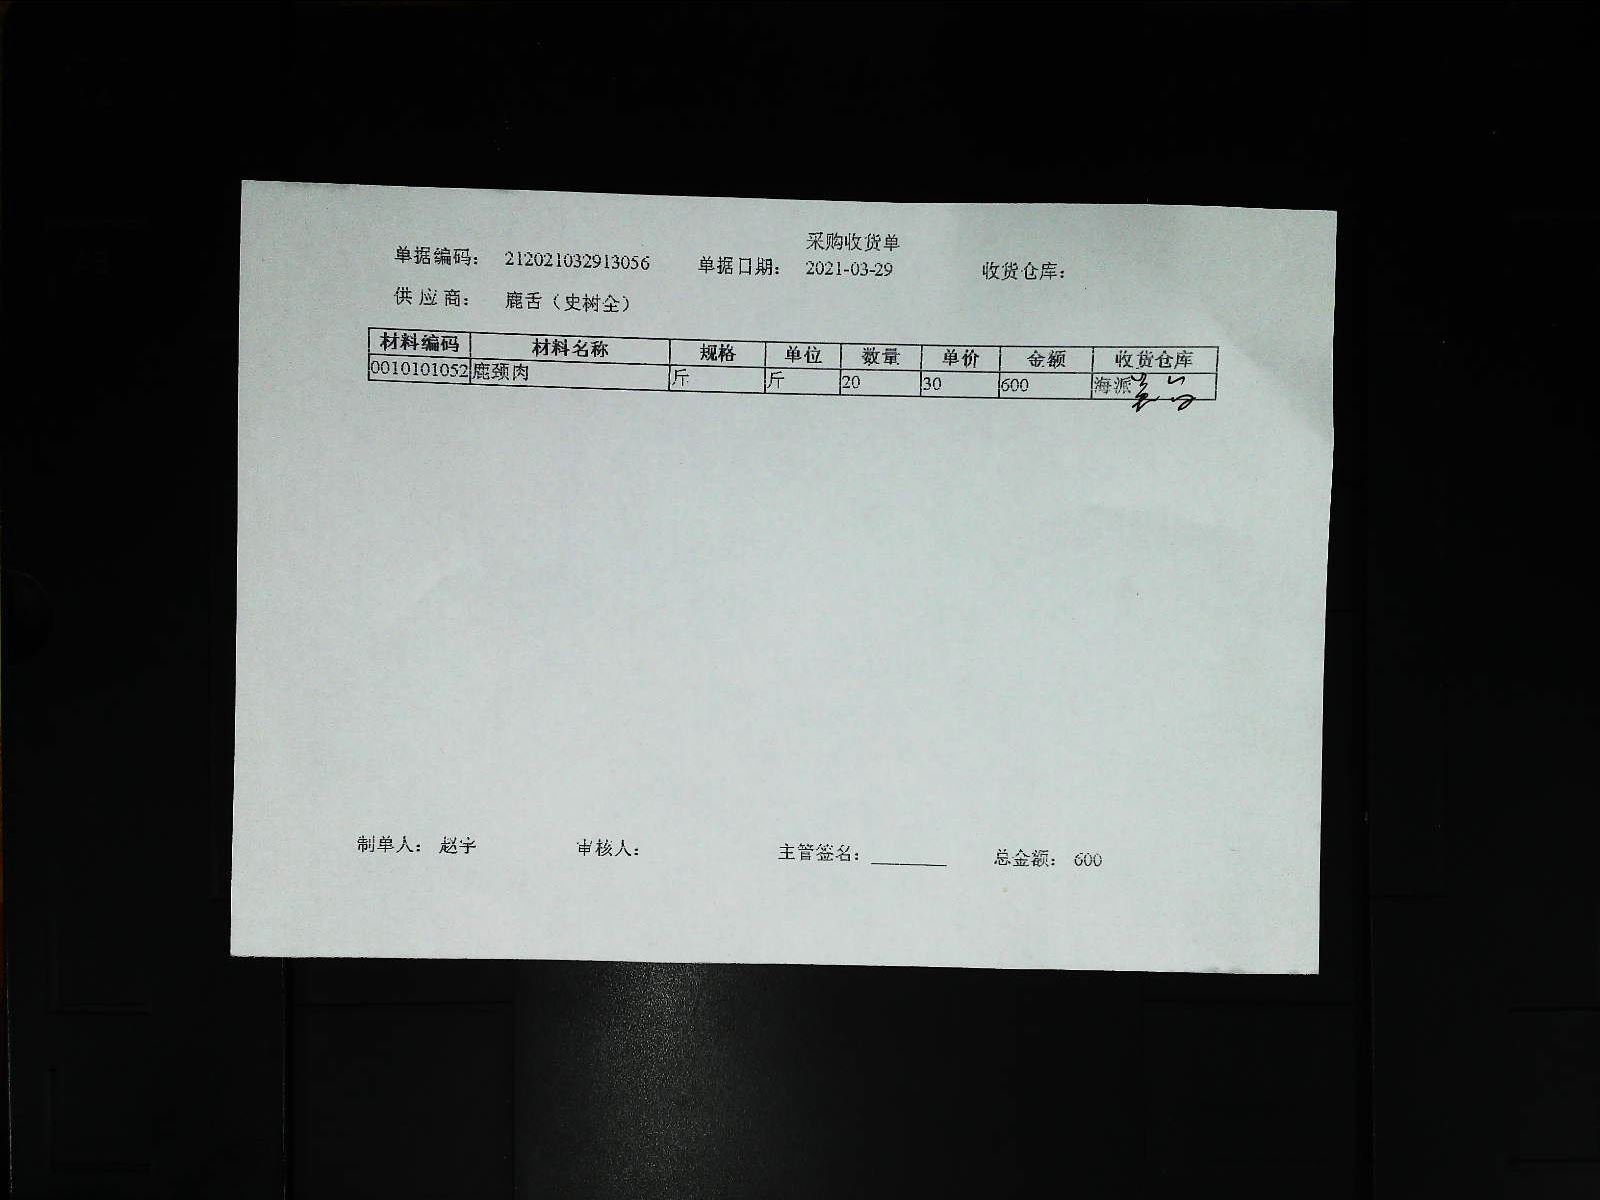 采购收货单
单据编码： 212021032913056 单据日期： 2021-03-29 收货仓库：
供 应 商： 鹿舌（史树全）
材料编码 材料名称 规格 单位 数量 单价 金额 收货仓库
0010101052 鹿颈肉 斤 斤 20 30 600 海派
制单人： 赵宇 审核人： 主管签名：________ 总金额： 600